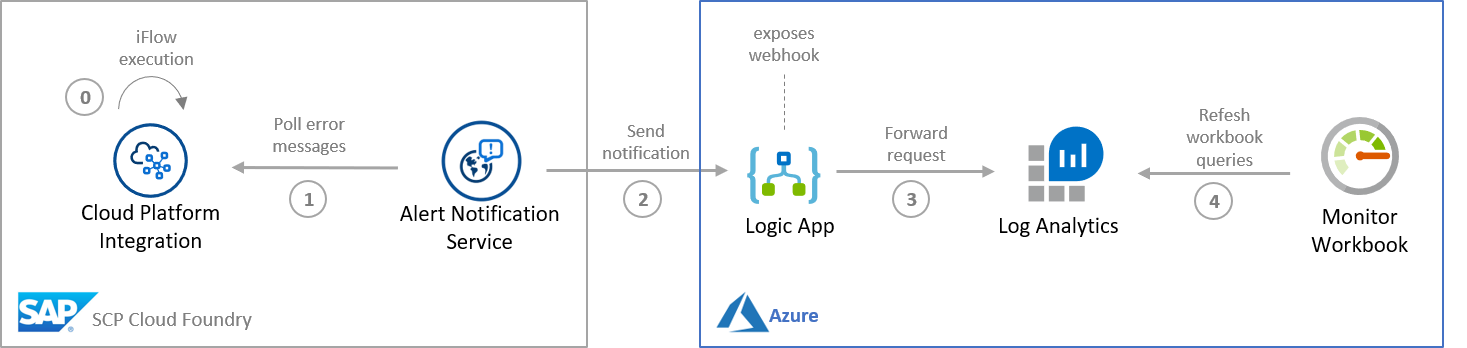 iFlow
execution
0
Cloud Platform
Integration
Poll error
messages
1
Alert Notification
Service
SAP
®
SCP Cloud Foundry
Send
notification
2
exposes
webhook
Logic App
Forward
request
3
Log Analytics
Refesh
workbook
queries
4
Monitor
Workbook
Azure